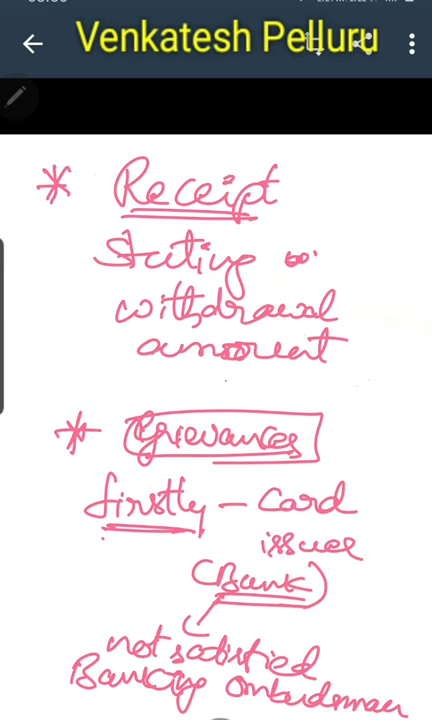 Venkatesh Pelluru
* Receipt
Stating
withdrawal
amount
* Grievances
firstly - Card
issuer
(Bank)
not satisfied
Banking Ombudsman